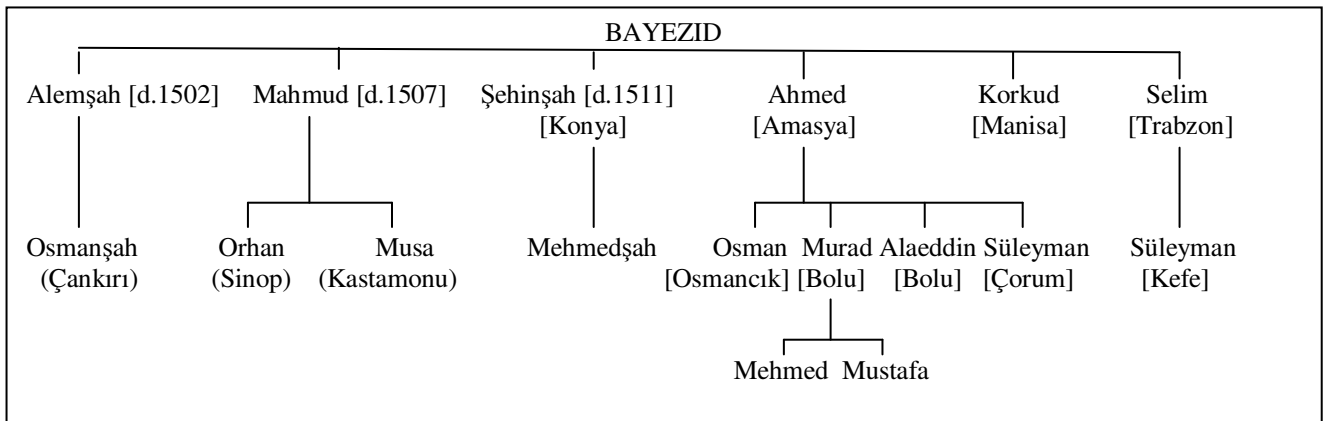 BAYEZID
Alemşah [d.1502] Mahmud [d.1507] Şehinşah [d.1511] Ahmed Korkud Selim
[Konya] [Amasya] [Manisa] [Trabzon]
Osmanşah Orhan Musa Mehmedşah Osman Murad Alaeddin Süleyman Süleyman
(Çankırı) (Sinop) (Kastamonu) [Osmancık] [Bolu] [Bolu] [Çorum] [Kefe]
Mehmed Mustafa